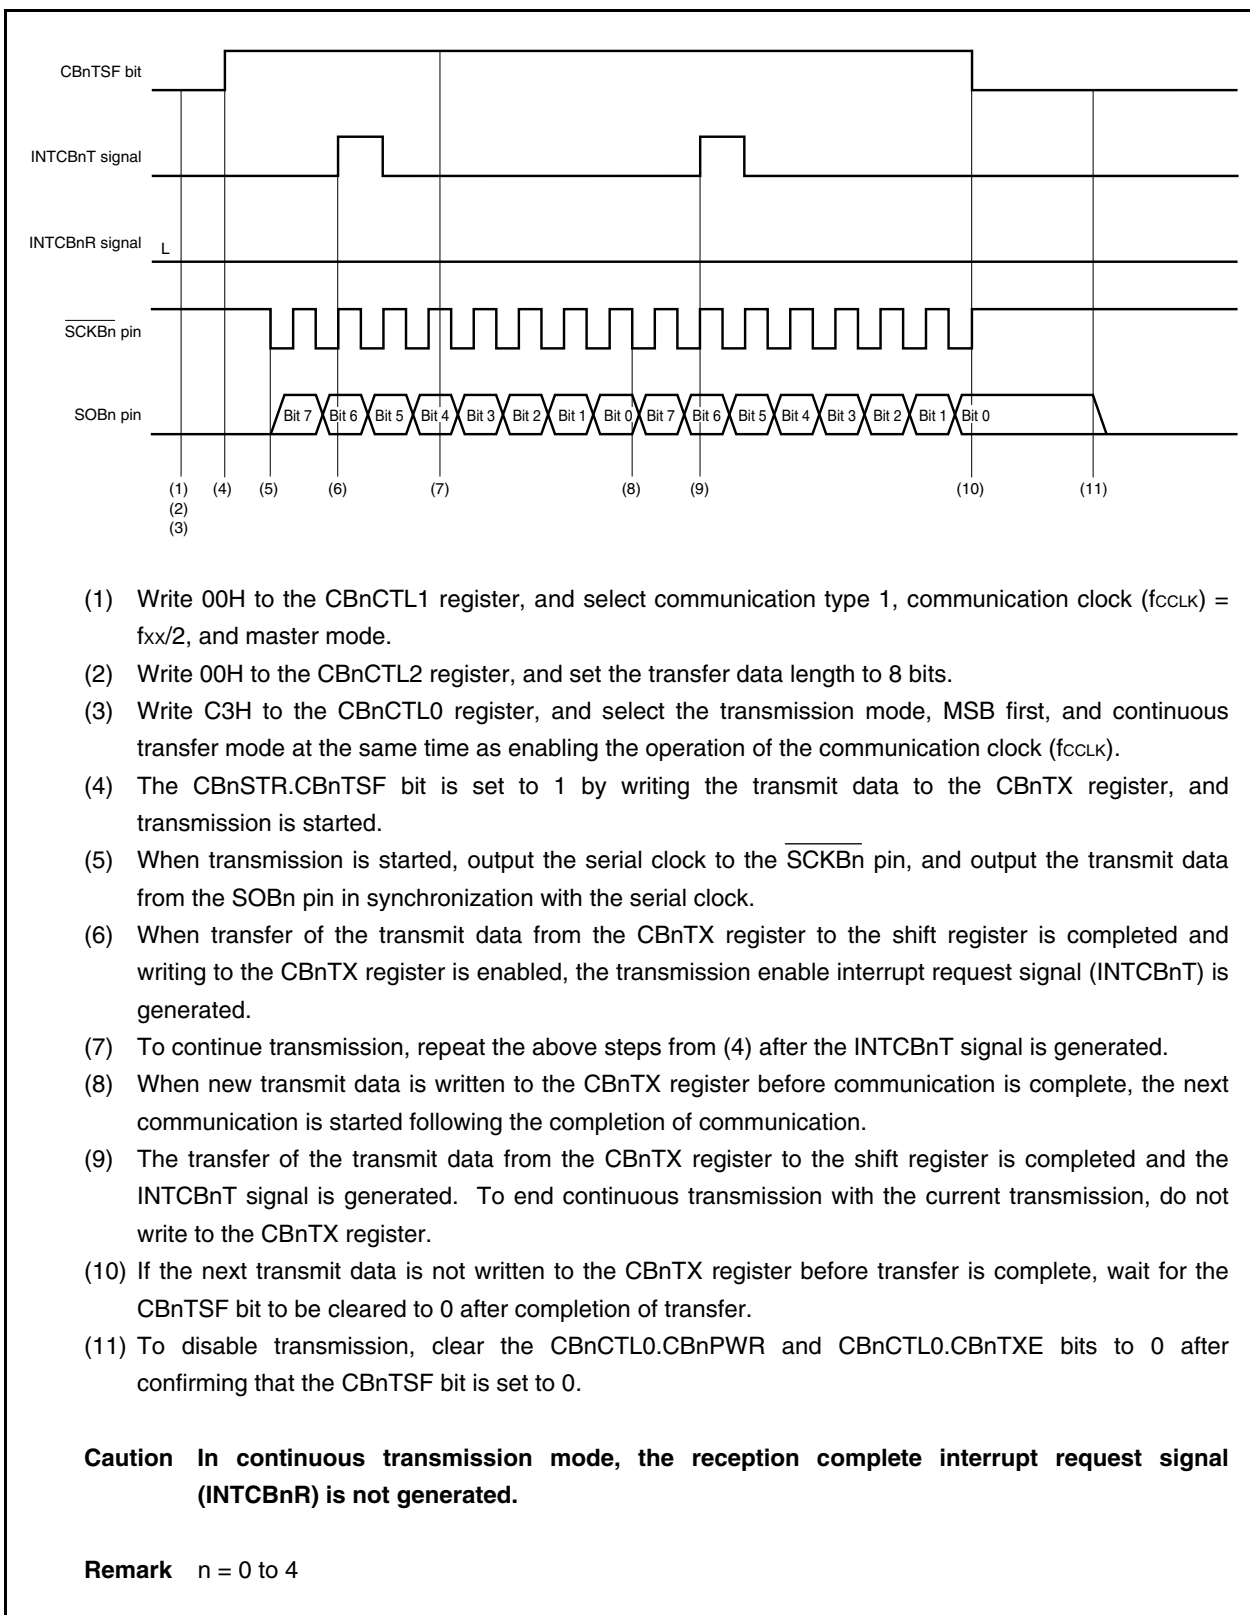 CBnTSF bit
INTCBnT signal
INTCBnR signal L
SCKBn pin
SOBn pin Bit 7 Bit 6 Bit 5 Bit 4 Bit 3 Bit 2 Bit 1 Bit 0 Bit 7 Bit 6 Bit 5 Bit 4 Bit 3 Bit 2 Bit 1 Bit 0
(1) (4) (5) (6) (7) (8) (9) (10) (11)
(2)
(3)
(1) Write 00H to the CBnCTL1 register, and select communication type 1, communication clock (fCCLK) =
fxx/2, and master mode.
(2) Write 00H to the CBnCTL2 register, and set the transfer data length to 8 bits.
(3) Write C3H to the CBnCTL0 register, and select the transmission mode, MSB first, and continuous
transfer mode at the same time as enabling the operation of the communication clock (fCCLK).
(4) The CBnSTR.CBnTSF bit is set to 1 by writing the transmit data to the CBnTX register, and
transmission is started.
(5) When transmission is started, output the serial clock to the SCKBn pin, and output the transmit data
from the SOBn pin in synchronization with the serial clock.
(6) When transfer of the transmit data from the CBnTX register to the shift register is completed and
writing to the CBnTX register is enabled, the transmission enable interrupt request signal (INTCBnT) is
generated.
(7) To continue transmission, repeat the above steps from (4) after the INTCBnT signal is generated.
(8) When new transmit data is written to the CBnTX register before communication is complete, the next
communication is started following the completion of communication.
(9) The transfer of the transmit data from the CBnTX register to the shift register is completed and the
INTCBnT signal is generated. To end continuous transmission with the current transmission, do not
write to the CBnTX register.
(10) If the next transmit data is not written to the CBnTX register before transfer is complete, wait for the
CBnTSF bit to be cleared to 0 after completion of transfer.
(11) To disable transmission, clear the CBnCTL0.CBnPWR and CBnCTL0.CBnTXE bits to 0 after
confirming that the CBnTSF bit is set to 0.
Caution In continuous transmission mode, the reception complete interrupt request signal
(INTCBnR) is not generated.
Remark n = 0 to 4